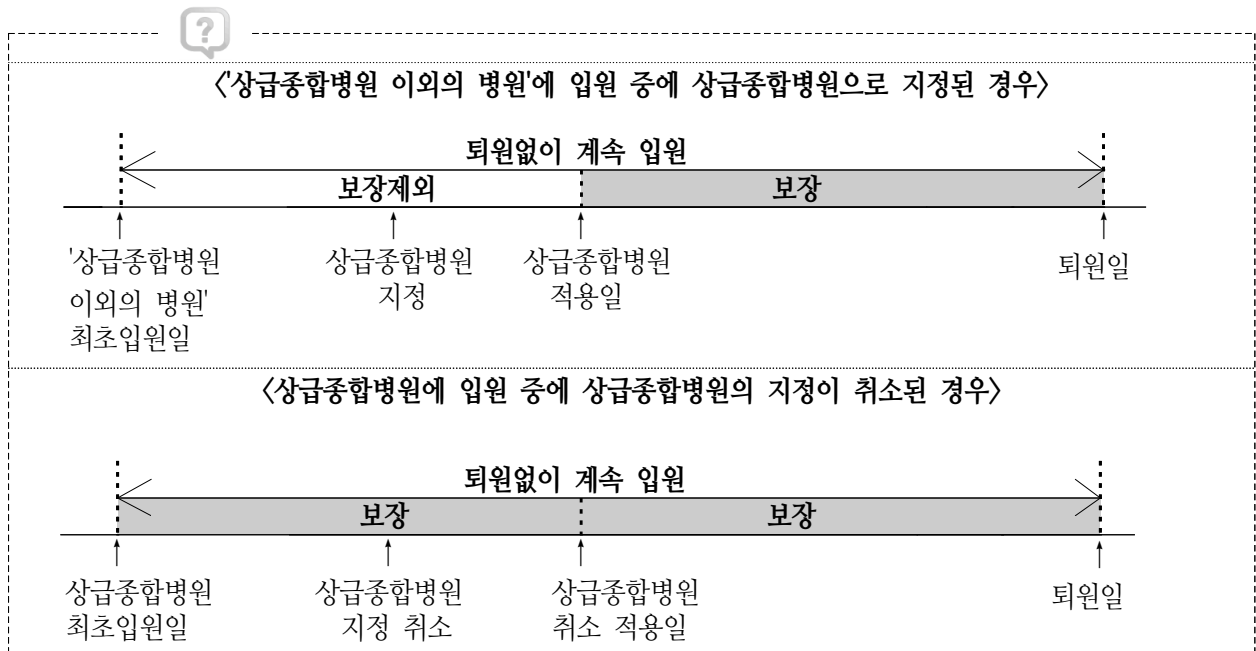 ?
<'상급종합병원 이외의 병원'에 입원 중에 상급종합병원으로 지정된 경우>
퇴원없이 계속 입원
보장제외 보장
'상급종합병원 상급종합병원 상급종합병원 퇴원일
이외의 병원' 지정 적용일
최초입원일
<상급종합병원에 입원 중에 상급종합병원의 지정이 취소된 경우>
퇴원없이 계속 입원
보장 보장
상급종합병원 상급종합병원 상급종합병원 퇴원일
최초입원일 지정 취소 취소 적용일